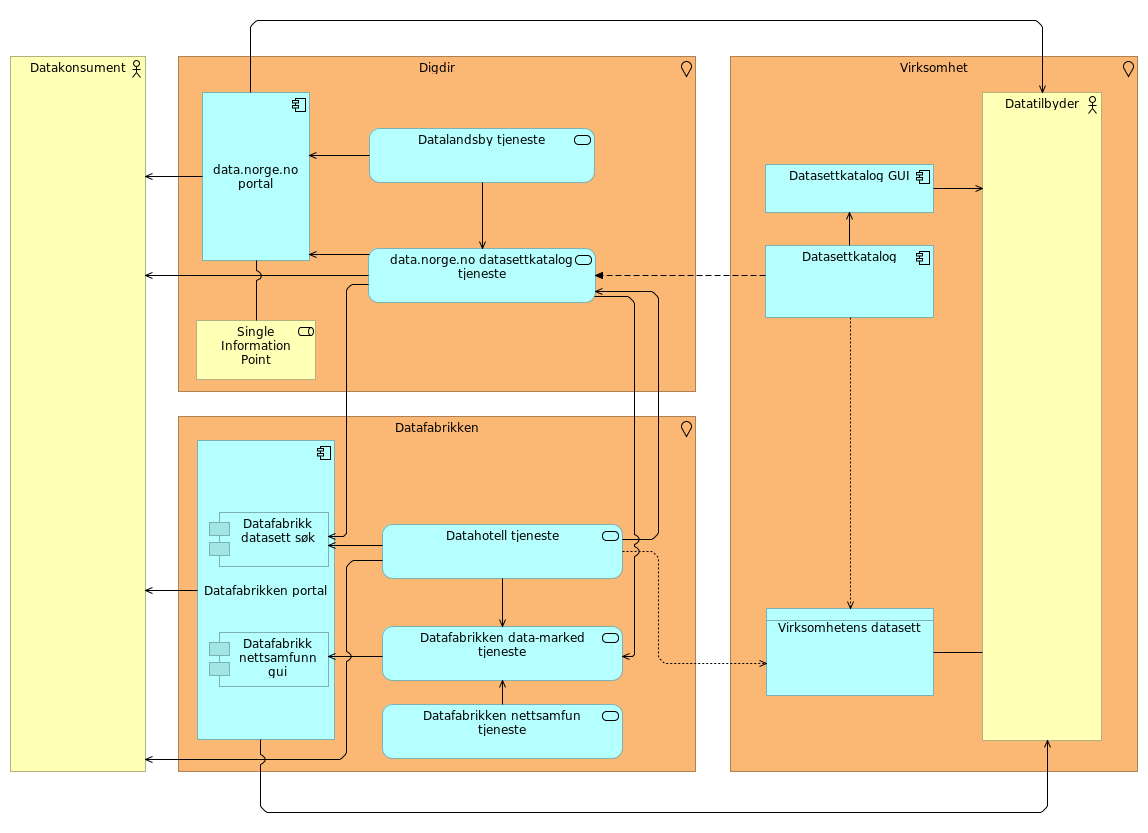 Datakonsument
Digdir
data.norge.no
portal
Datalandsby tjeneste
data.norge.no datasettkatalog
tjeneste
Single
Information
Point
Virksomhet
Datatilbyder
Datasettkatalog GUI
Datasettkatalog
Virksomhetens datasett
Datafabrikken
Datafabrikk
datasett søk
Datafabrikken portal
Datafabrikk
nettsamfunn
gui
Datahotell tjeneste
Datafabrikken data-marked
tjeneste
Datafabrikken nettsamfun
tjeneste